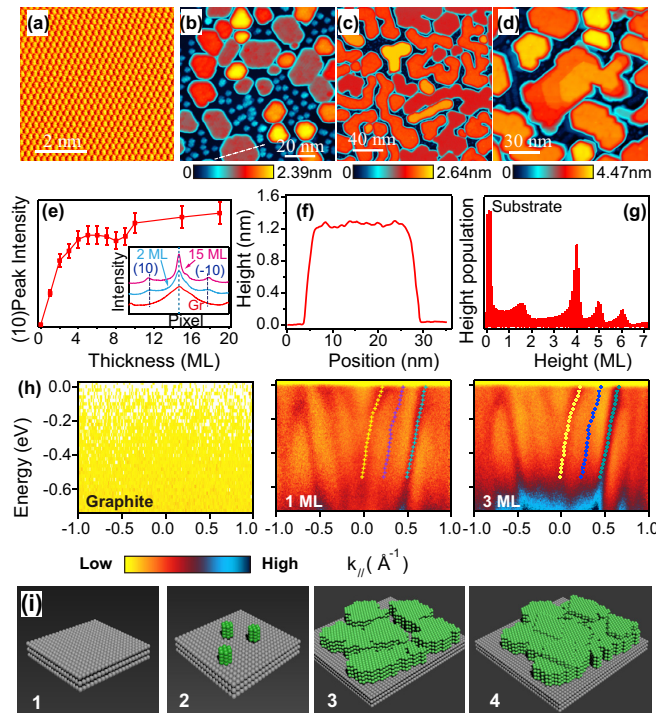 (a)
2 nm
(b)
20 nm
0 2.39nm
(c)
40 nm
0 2.64nm
(d)
30 nm
0 4.47nm
(e)
(10)Peak Intensity
0 4 8 12 16 20
Thickness (ML)
Intensity
2 ML
15 ML
(10)
(-10)
Gr
Pixel
(f)
Height (nm)
1.6
1.2
0.8
0.4
0.0
0 10 20 30
Position (nm)
(g)
Substrate
Height population
0 1 2 3 4 5 6 7
Height (ML)
(h)
Energy (eV)
0.0
-0.2
-0.4
-0.6
Graphite
-1.0 -0.5 0.0 0.5 1.0
1 ML
-1.0 -0.5 0.0 0.5 1.0
3 ML
-1.0 -0.5 0.0 0.5 1.0
Low High
k// ( Å-1)
(i)
1
2
3
4